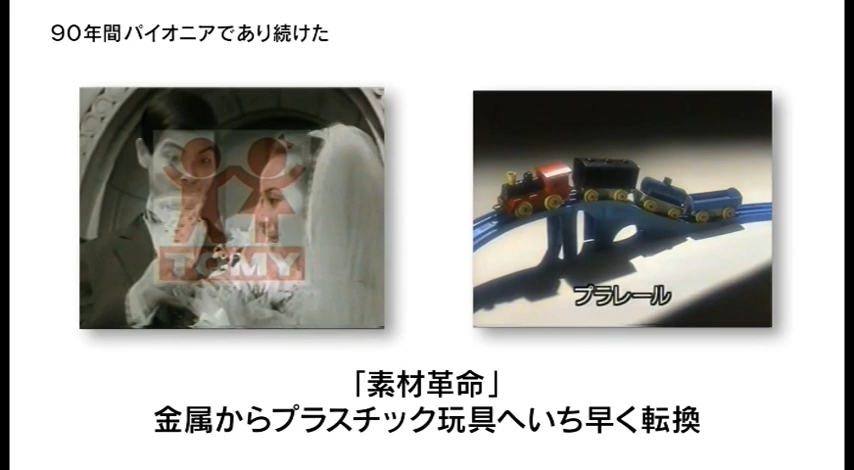 90年間パイオニアであり続けた
TOMY
プラレール
「素材革命」
金属からプラスチック玩具へいち早く転換